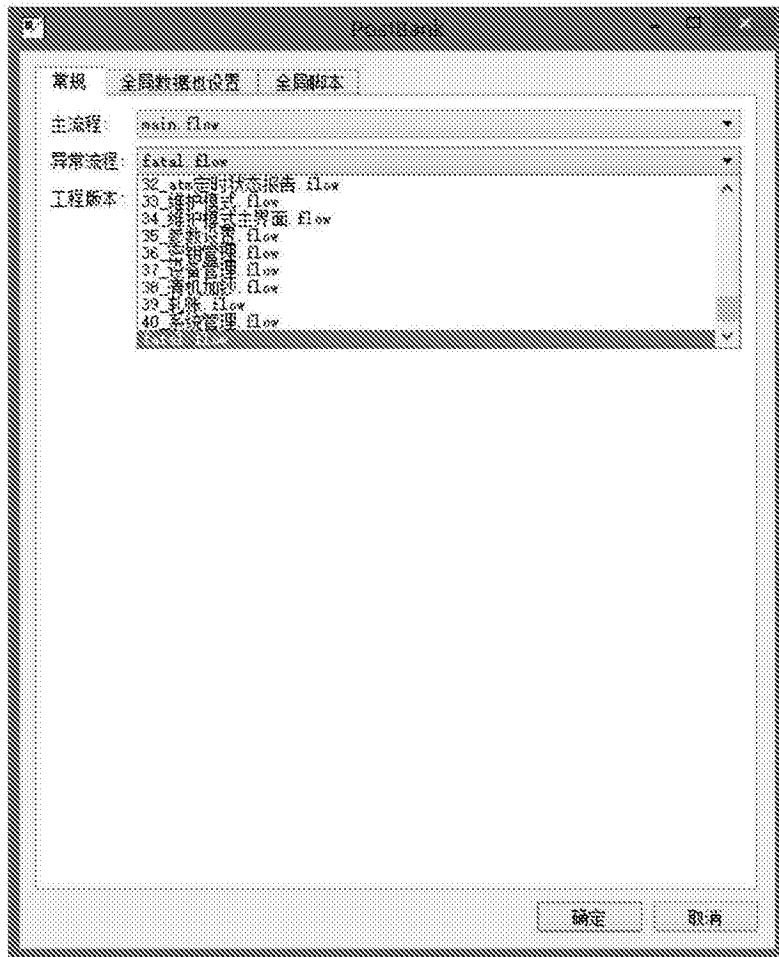 常规 全局数据池设置 全局脚本
主流程: main.flow
异常流程: fatal.flow
工程版本:
32_atm定时状态报告.flow
33_维护模式.flow
34_维护模式主界面.flow
35_参数设置.flow
36_密钥管理.flow
37_设备管理.flow
38_清机加钞.flow
39_轧账.flow
40_系统管理.flow
fatal.flow
确定 取消